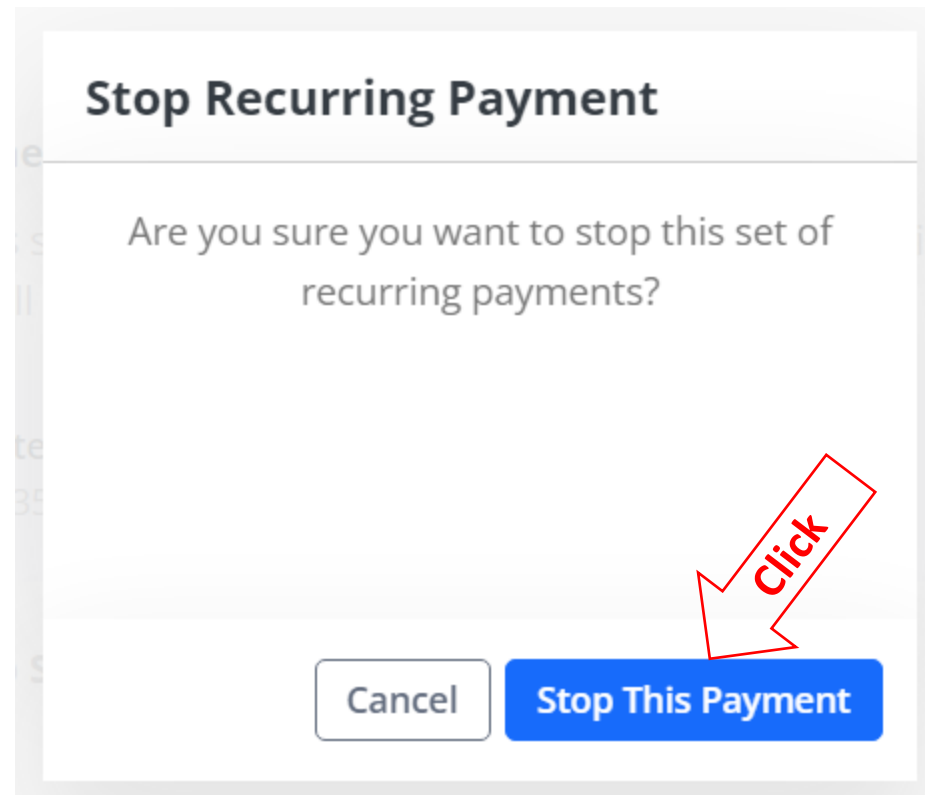 Stop Recurring Payment
Are you sure you want to stop this set of
recurring payments?
Click
Cancel
Stop This Payment